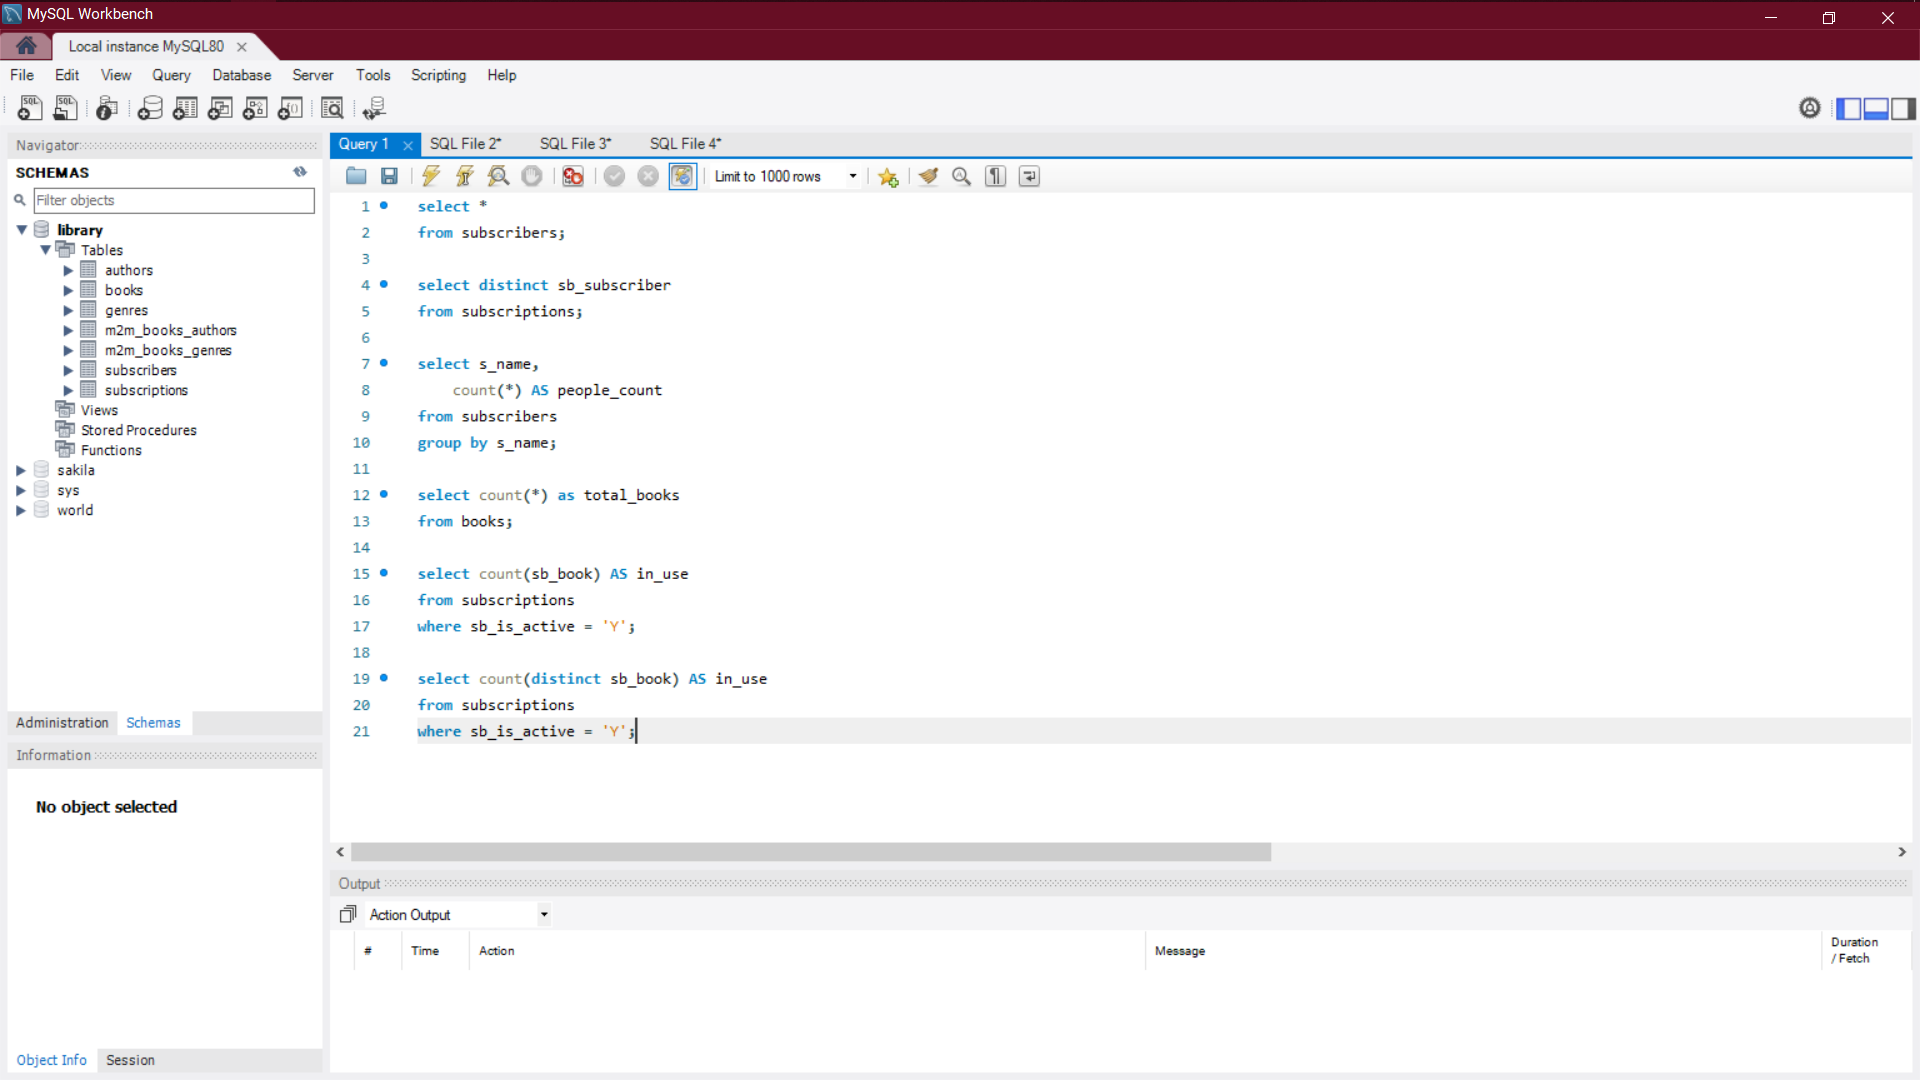 MySQL Workbench
Local instance MySQL80
File Edit View Query Database Server Tools Scripting Help
Navigator
SCHEMAS
Filter objects
library
Tables
authors
books
genres
m2m_books_authors
m2m_books_genres
subscribers
subscriptions
Views
Stored Procedures
Functions
sakila
sys
world
Administration Schemas
Information
No object selected
Object Info Session
Query 1 SQL File 2* SQL File 3* SQL File 4*
Limit to 1000 rows
1 select *
2 from subscribers;
3
4 select distinct sb_subscriber
5 from subscriptions;
6
7 select s_name,
8 count(*) AS people_count
9 from subscribers
10 group by s_name;
11
12 select count(*) as total_books
13 from books;
14
15 select count(sb_book) AS in_use
16 from subscriptions
17 where sb_is_active = 'Y';
18
19 select count(distinct sb_book) AS in_use
20 from subscriptions
21 where sb_is_active = 'Y';
Output
Action Output
# Time Action Message Duration / Fetch